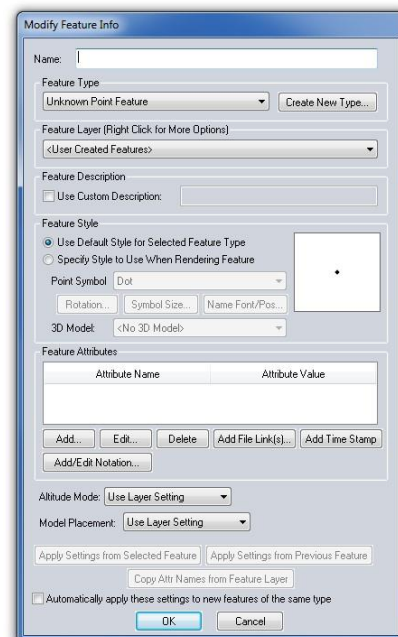 Modify Feature Info
Name:
Feature Type
Unknown Point Feature
Create New Type...
Feature Layer (Right Click for More Options)
<User Created Features>
Feature Description
Use Custom Description:
Feature Style
Use Default Style for Selected Feature Type
Specify Style to Use When Rendering Feature
Point Symbol Dot
Rotation... Symbol Size... Name Font/Pos...
3D Model: <No 3D Model>
Feature Attributes
Attribute Name Attribute Value
Add... Edit... Delete Add File Link(s)... Add Time Stamp
Add/Edit Notation...
Altitude Mode: Use Layer Setting
Model Placement: Use Layer Setting
Apply Settings from Selected Feature Apply Settings from Previous Feature
Copy Attr Names from Feature Layer
Automatically apply these settings to new features of the same type
OK Cancel